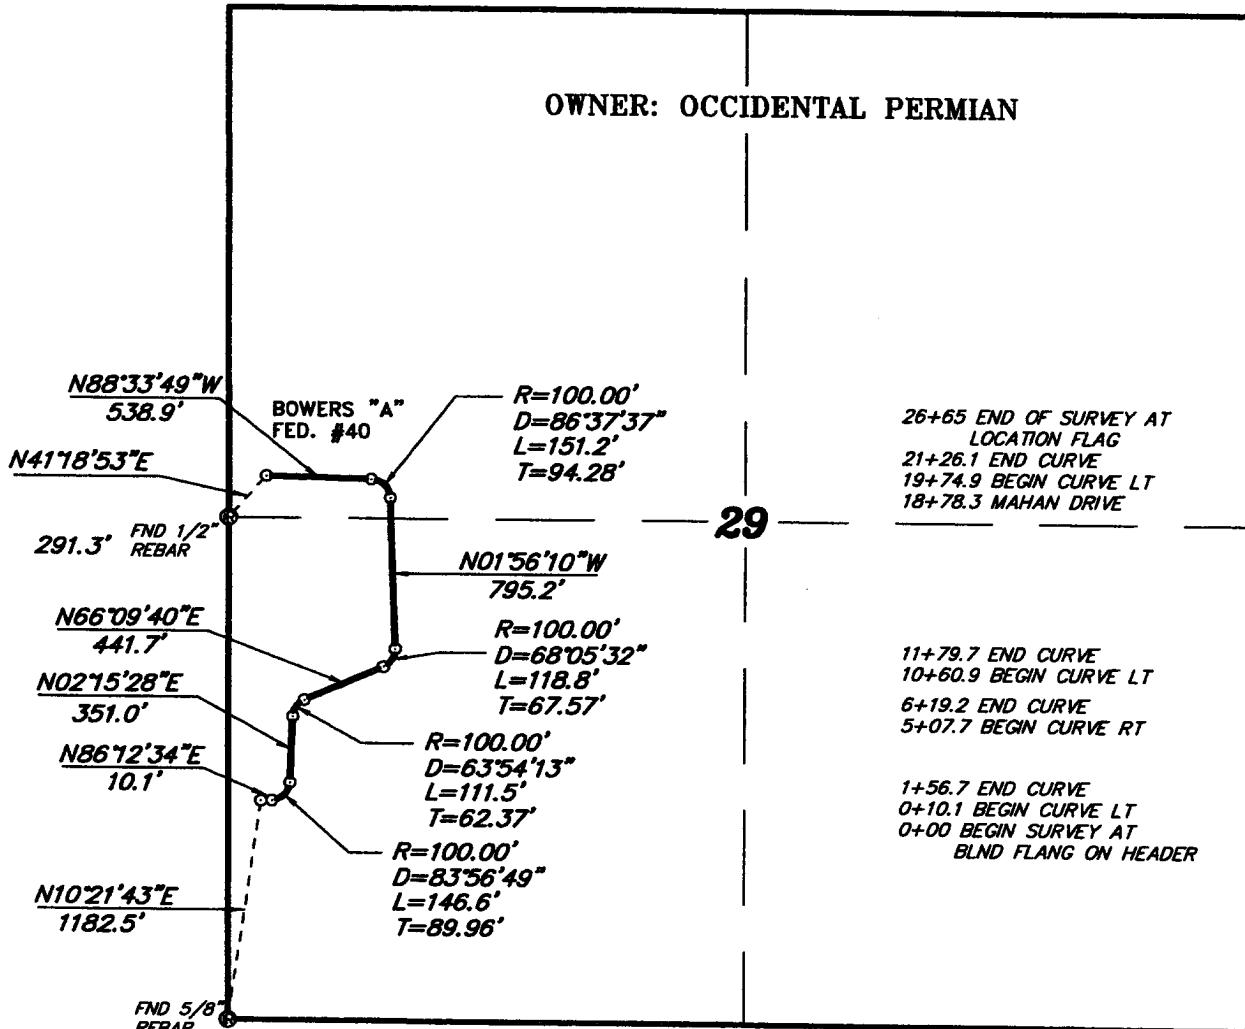 OWNER: OCCIDENTAL PERMIAN
N88°33'49"W
538.9'
BOWERS "A"
FED. #40
R=100.00'
D=86°37'37"
L=151.2'
T=94.28'
26+65 END OF SURVEY AT
LOCATION FLAG
21+26.1 END CURVE
19+74.9 BEGIN CURVE LT
18+78.3 MAHAN DRIVE
N41°18'53"E
291.3'
FND 1/2"
REBAR
29
N01°56'10"W
795.2'
N66°09'40"E
441.7'
R=100.00'
D=68°05'32"
L=118.8'
T=67.57'
11+79.7 END CURVE
10+60.9 BEGIN CURVE LT
6+19.2 END CURVE
5+07.7 BEGIN CURVE RT
N02°15'28"E
351.0'
N86°12'34"E
10.1'
R=100.00'
D=63°54'13"
L=111.5'
T=62.37'
1+56.7 END CURVE
0+10.1 BEGIN CURVE LT
0+00 BEGIN SURVEY AT
BLND FLANG ON HEADER
R=100.00'
D=83°56'49"
L=146.6'
T=89.96'
N10°21'43"E
1182.5'
FND 5/8"
REBAR